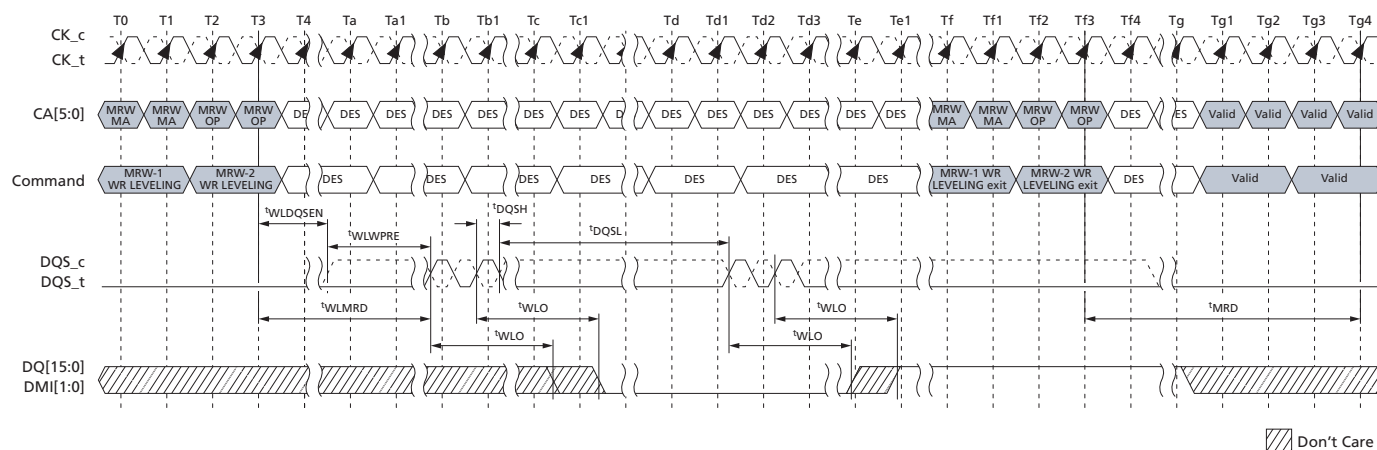 T0 T1 T2 T3 T4 Ta Ta1 Tb Tb1 Tc Tc1 Td Td1 Td2 Td3 Te Te1 Tf Tf1 Tf2 Tf3 Tf4 Tg Tg1 Tg2 Tg3 Tg4
CK_c
CK_t
CA[5:0]
MRW MA
MRW MA
MRW OP
MRW OP
DES DES DES DES DES DES DES DES DES DES DES DES
MRW MA
MRW MA
MRW OP
MRW OP
DES
Valid Valid Valid Valid
Command
MRW-1 WR LEVELING
MRW-2 WR LEVELING
DES DES DES DES DES DES
MRW-1 WR LEVELING exit
MRW-2 WR LEVELING exit
DES
Valid Valid
tWLDQSEN
tDQSH
tWLWPRE
tDQSL
DQS_c
DQS_t
tWLMRD
tWLO
tWLO
tMRD
tWLO
tWLO
DQ[15:0]
DMI[1:0]
Don't Care